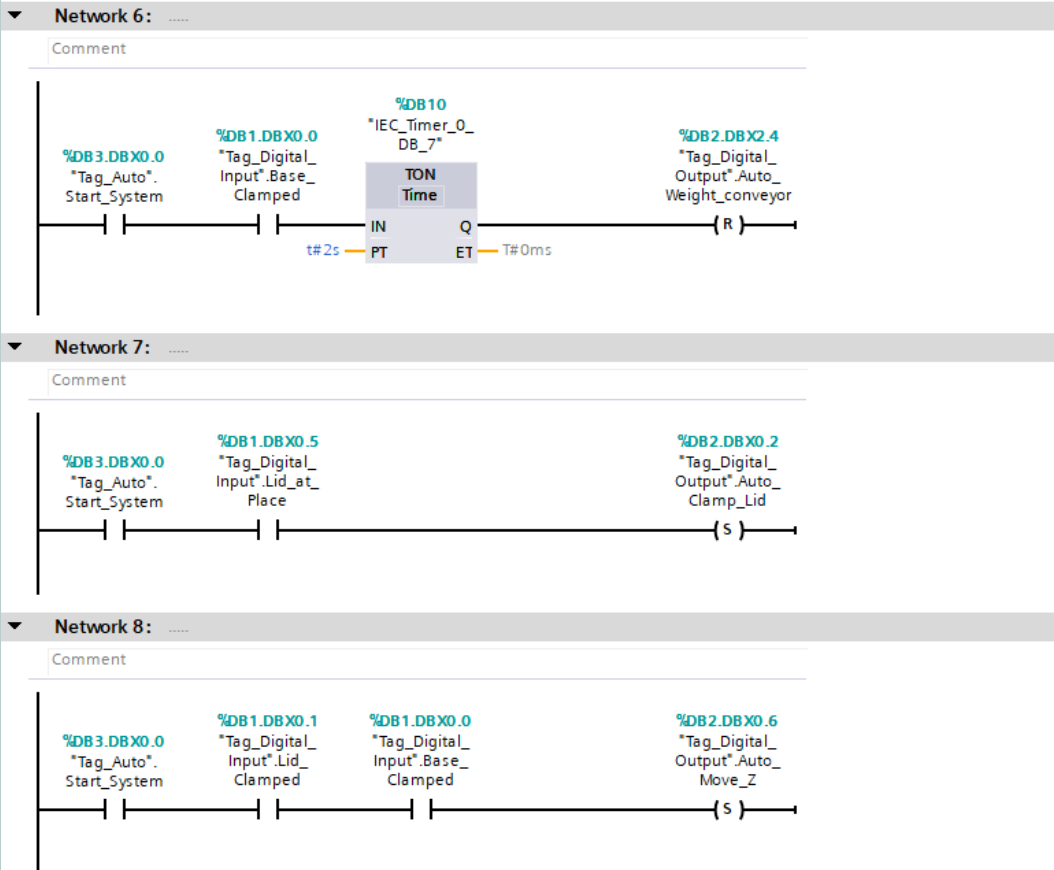 Network 6: .....
Comment
%DB10
"IEC_Timer_0_
DB_7"
%DB3.DBX0.0
"Tag_Auto".
Start_System
%DB1.DBX0.0
"Tag_Digital_
Input".Base_
Clamped
TON
Time
IN
Q
t#2s
PT
ET
T#0ms
%DB2.DBX2.4
"Tag_Digital_
Output".Auto_
Weight_conveyor
R
Network 7: .....
Comment
%DB3.DBX0.0
"Tag_Auto".
Start_System
%DB1.DBX0.5
"Tag_Digital_
Input".Lid_at_
Place
%DB2.DBX0.2
"Tag_Digital_
Output".Auto_
Clamp_Lid
S
Network 8: .....
Comment
%DB3.DBX0.0
"Tag_Auto".
Start_System
%DB1.DBX0.1
"Tag_Digital_
Input".Lid_
Clamped
%DB1.DBX0.0
"Tag_Digital_
Input".Base_
Clamped
%DB2.DBX0.6
"Tag_Digital_
Output".Auto_
Move_Z
S